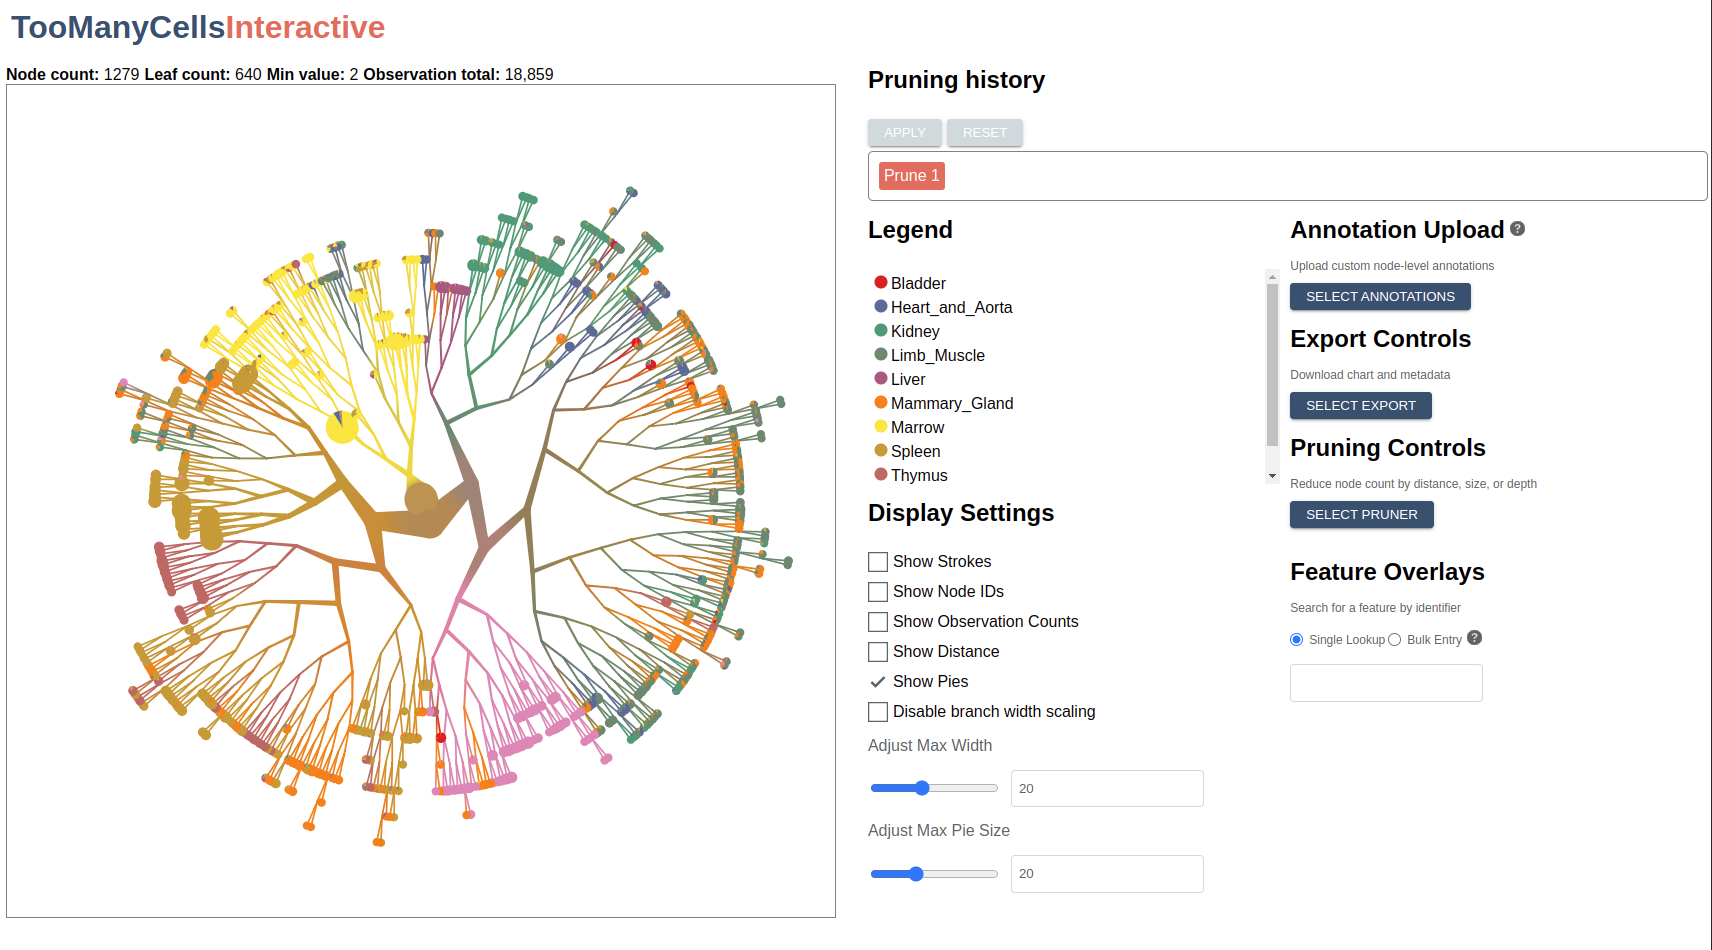 TooManyCellsInteractive
Node count: 1279 Leaf count: 640 Min value: 2 Observation total: 18,859
Pruning history
APPLY RESET
Prune 1
Legend
Bladder
Heart_and_Aorta
Kidney
Limb_Muscle
Liver
Mammary_Gland
Marrow
Spleen
Thymus
Display Settings
Show Strokes
Show Node IDs
Show Observation Counts
Show Distance
Show Pies
Disable branch width scaling
Adjust Max Width
20
Adjust Max Pie Size
20
Annotation Upload ?
Upload custom node-level annotations
SELECT ANNOTATIONS
Export Controls
Download chart and metadata
SELECT EXPORT
Pruning Controls
Reduce node count by distance, size, or depth
SELECT PRUNER
Feature Overlays
Search for a feature by identifier
Single Lookup Bulk Entry ?